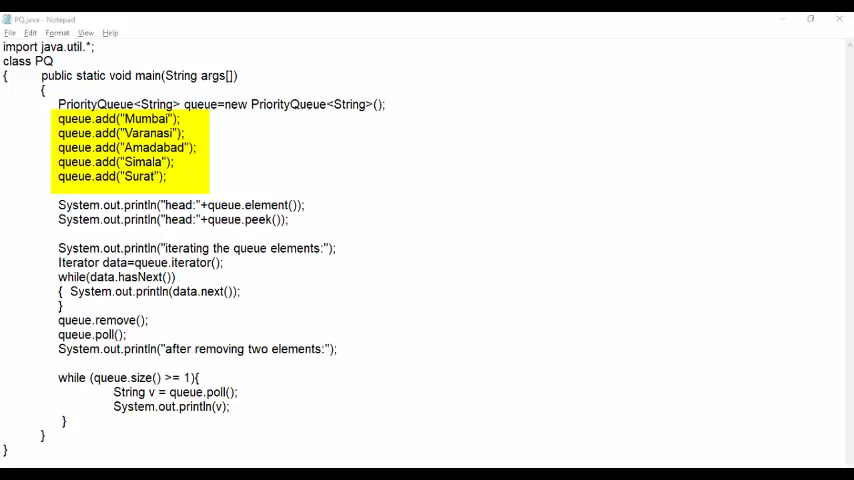 PQ.java - Notepad
File Edit Format View Help
import java.util.*;
class PQ
{ public static void main(String args[])
{
PriorityQueue<String> queue=new PriorityQueue<String>();
queue.add("Mumbai");
queue.add("Varanasi");
queue.add("Amadabad");
queue.add("Simala");
queue.add("Surat");
System.out.println("head:"+queue.element());
System.out.println("head:"+queue.peek());
System.out.println("iterating the queue elements:");
Iterator data=queue.iterator();
while(data.hasNext())
{ System.out.println(data.next());
}
queue.remove();
queue.poll();
System.out.println("after removing two elements:");
while (queue.size() >= 1){
String v = queue.poll();
System.out.println(v);
}
}
}